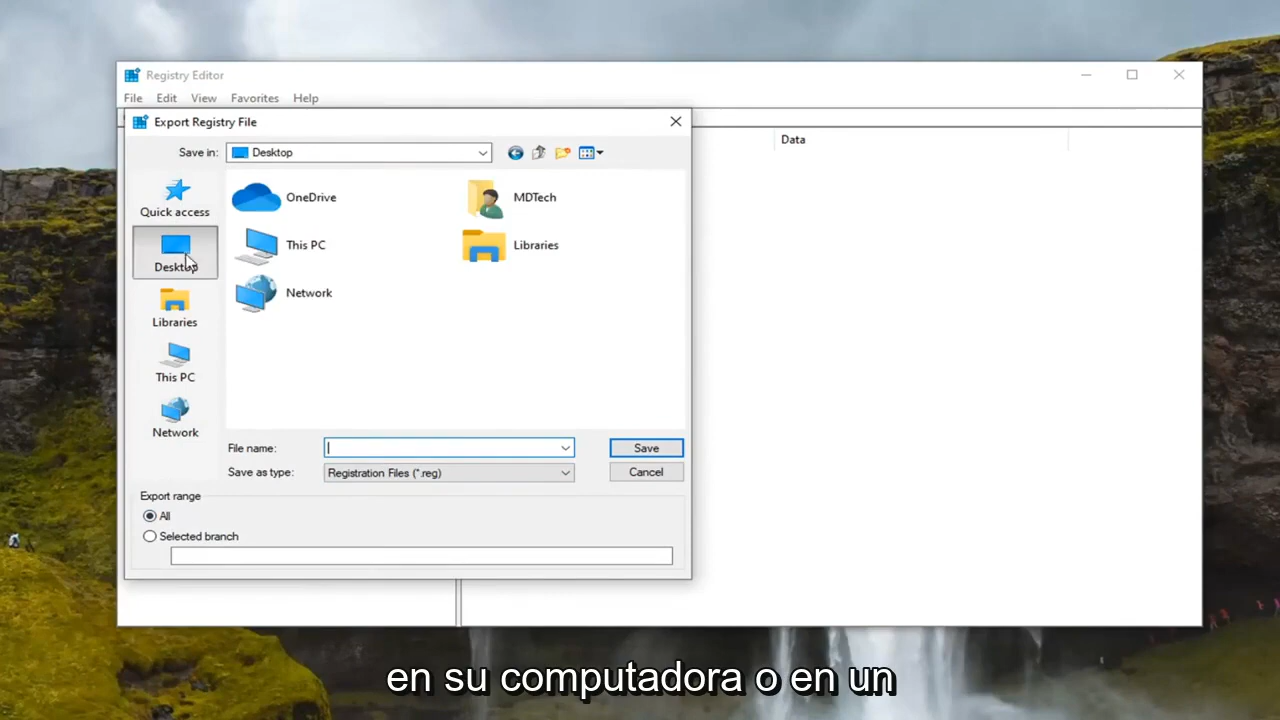 Registry Editor
File Edit View Favorites Help
Export Registry File
Data
Save in: Desktop
Quick access
Desktop
Libraries
This PC
Network
OneDrive
MDTech
This PC
Libraries
Network
File name:
Save
Save as type: Registration Files (*.reg)
Cancel
Export range
All
Selected branch
en su computadora o en un